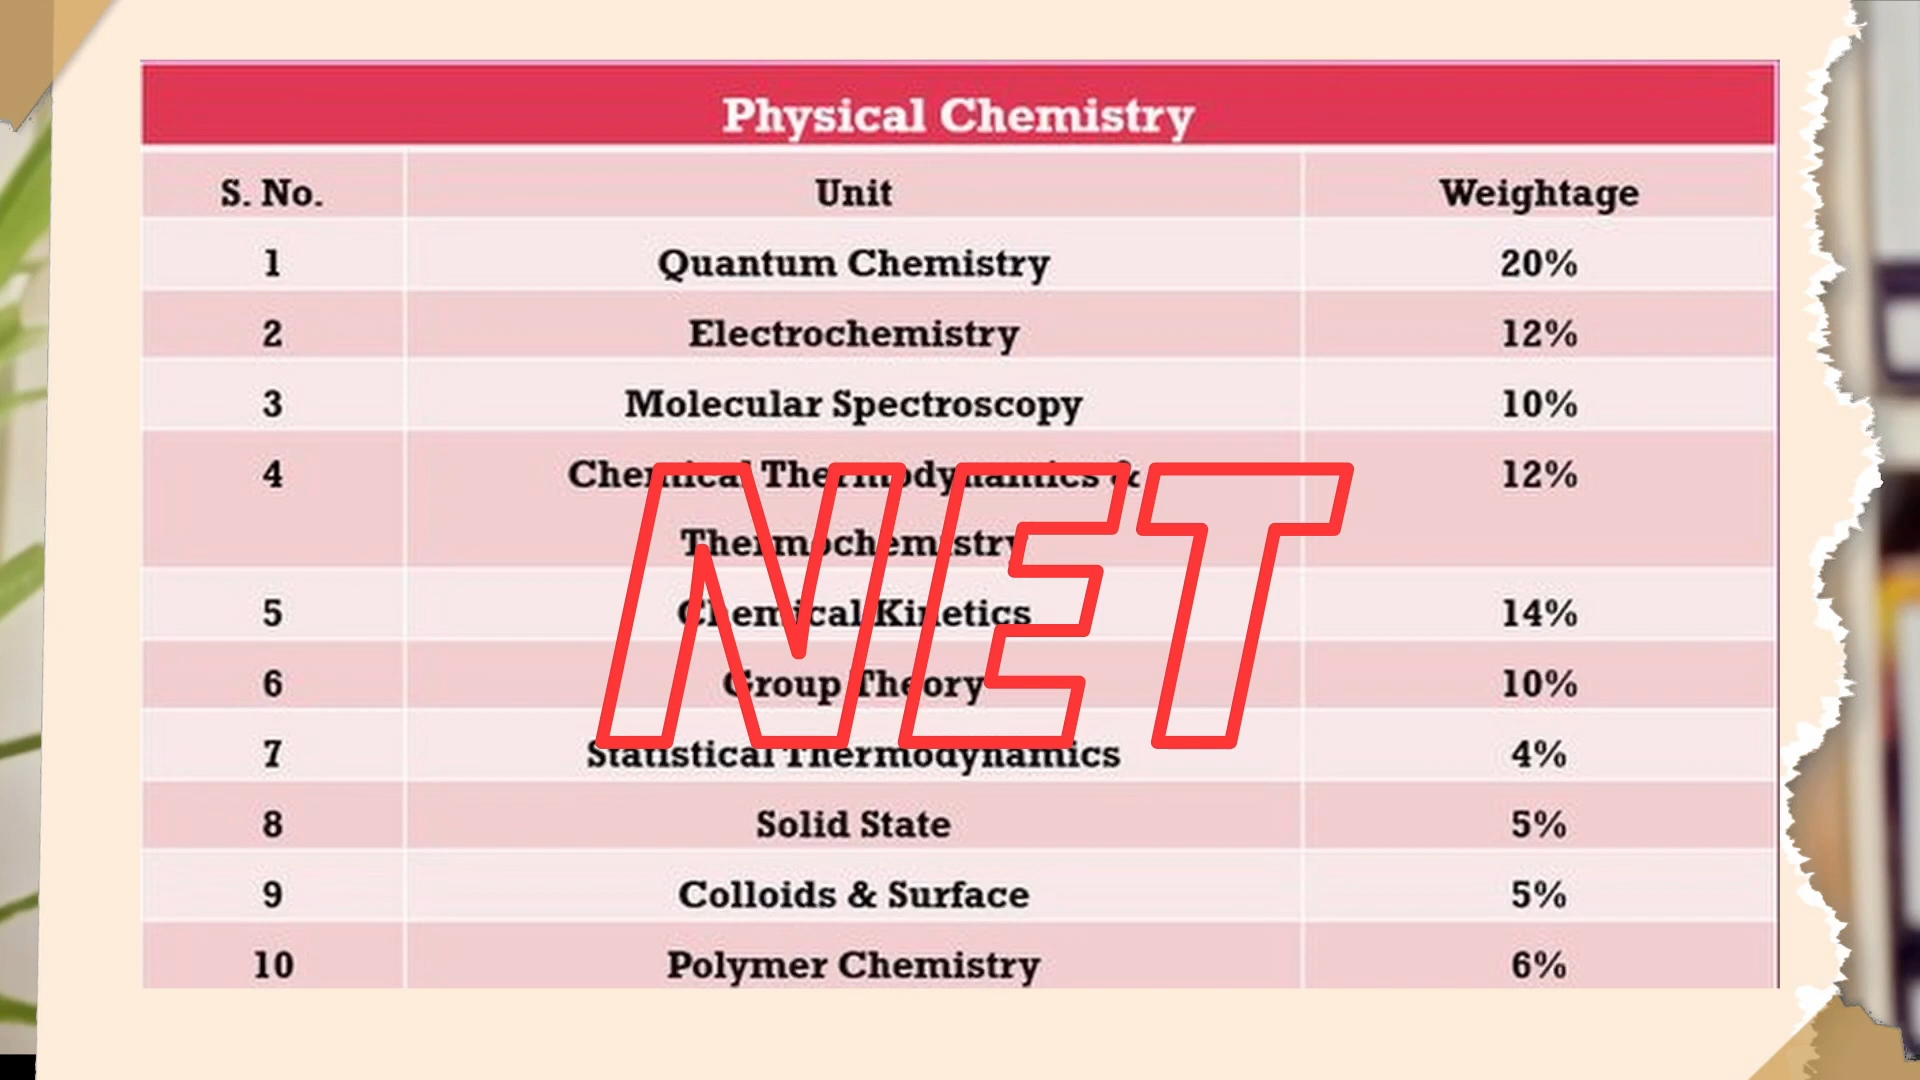 Physical Chemistry
S. No. Unit Weightage
1 Quantum Chemistry 20%
2 Electrochemistry 12%
3 Molecular Spectroscopy 10%
4 Chemical Thermodynamics & 12%
Thermochemistry
5 Chemical Kinetics 14%
6 Group Theory 10%
7 Statistical Thermodynamics 4%
8 Solid State 5%
9 Colloids & Surface 5%
10 Polymer Chemistry 6%
NET